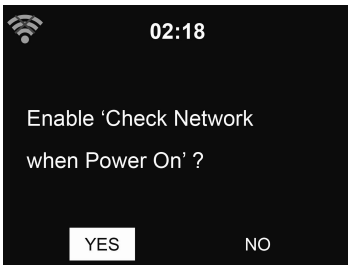 02:18
Enable ‘Check Network
when Power On’ ?
YES NO